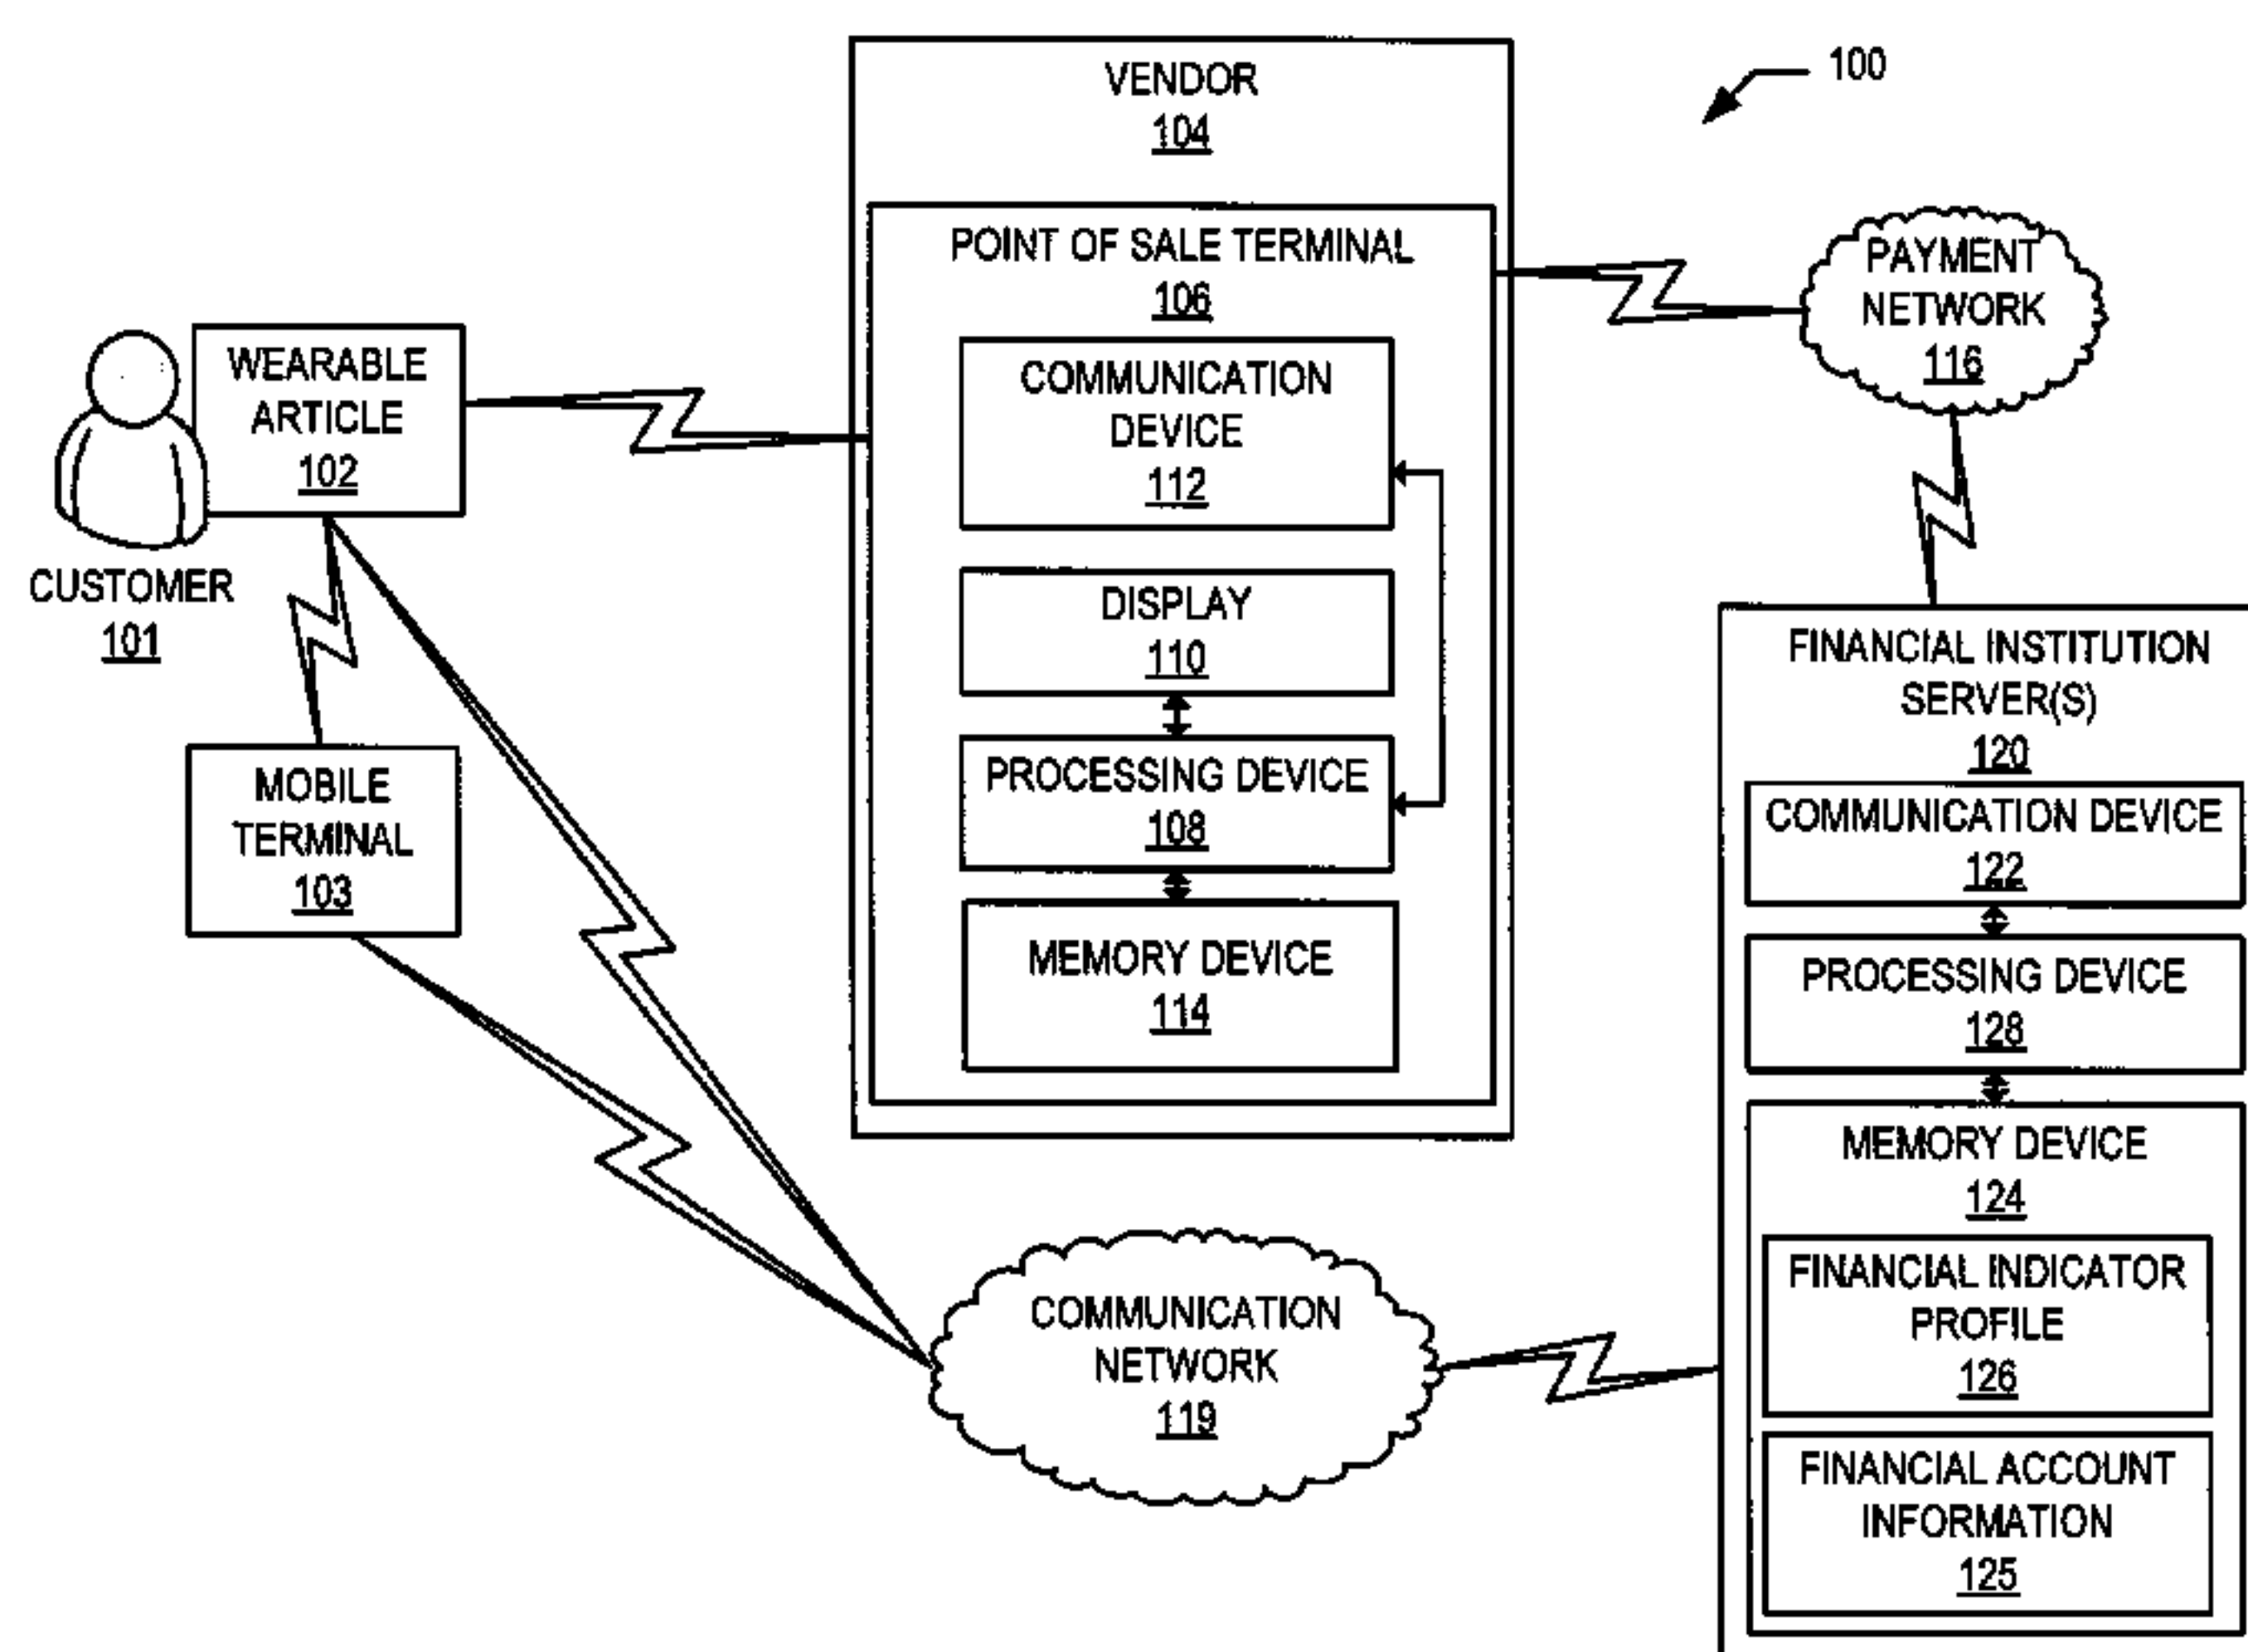 100
VENDOR
104
POINT OF SALE TERMINAL
106
COMMUNICATION
DEVICE
112
DISPLAY
110
PROCESSING DEVICE
108
MEMORY DEVICE
114
WEARABLE
ARTICLE
102
CUSTOMER
101
MOBILE
TERMINAL
103
PAYMENT
NETWORK
116
COMMUNICATION
NETWORK
119
FINANCIAL INSTITUTION
SERVER(S)
120
COMMUNICATION DEVICE
122
PROCESSING DEVICE
128
MEMORY DEVICE
124
FINANCIAL INDICATOR
PROFILE
126
FINANCIAL ACCOUNT
INFORMATION
125